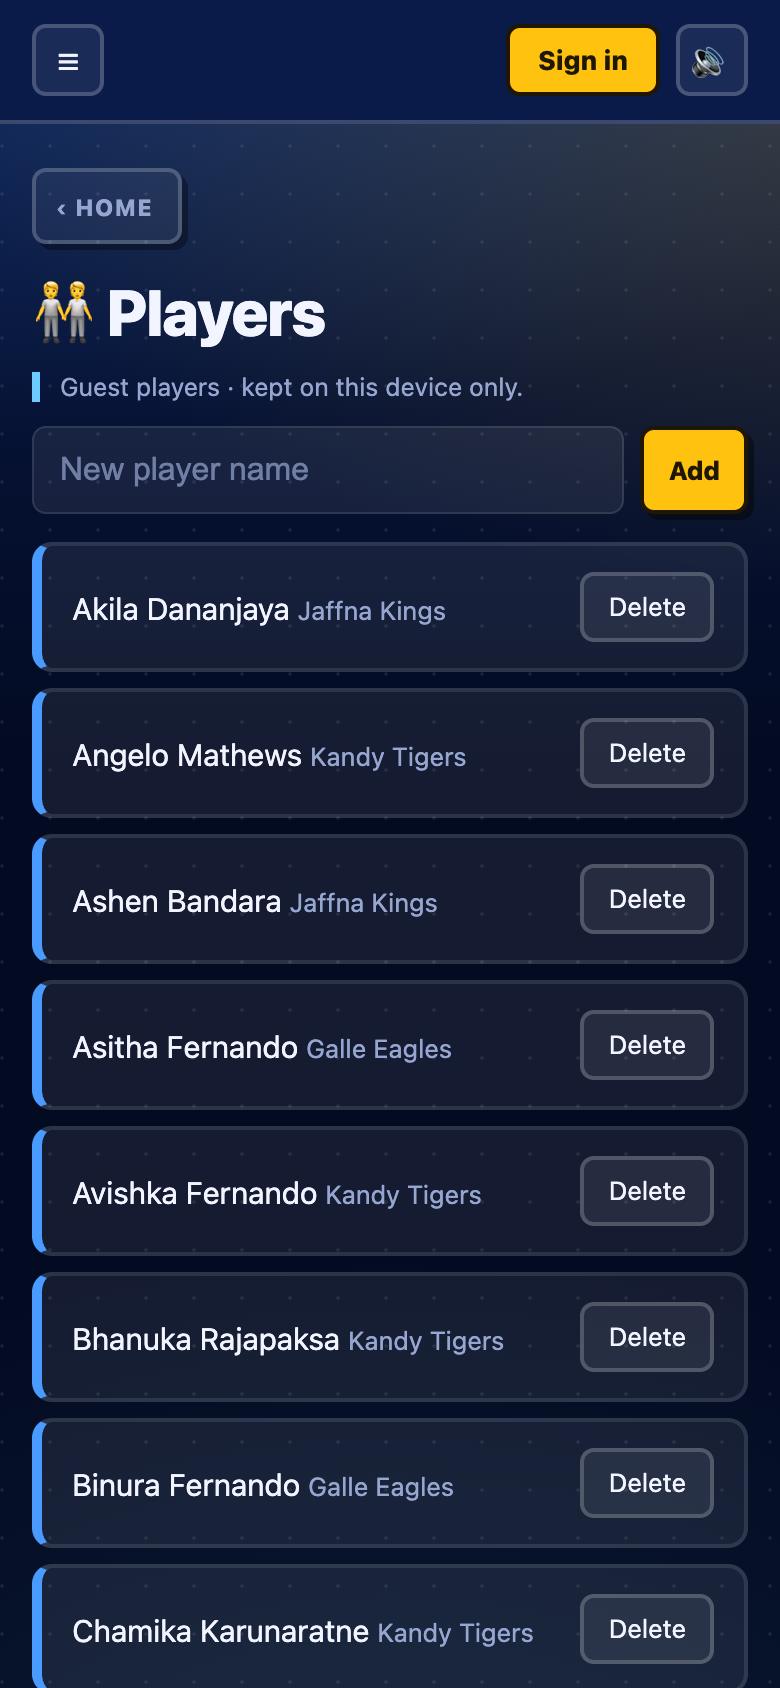 ≡
Sign in
‹ HOME
Players
Guest players · kept on this device only.
New player name
Add
Akila Dananjaya Jaffna Kings
Delete
Angelo Mathews Kandy Tigers
Delete
Ashen Bandara Jaffna Kings
Delete
Asitha Fernando Galle Eagles
Delete
Avishka Fernando Kandy Tigers
Delete
Bhanuka Rajapaksa Kandy Tigers
Delete
Binura Fernando Galle Eagles
Delete
Chamika Karunaratne Kandy Tigers
Delete